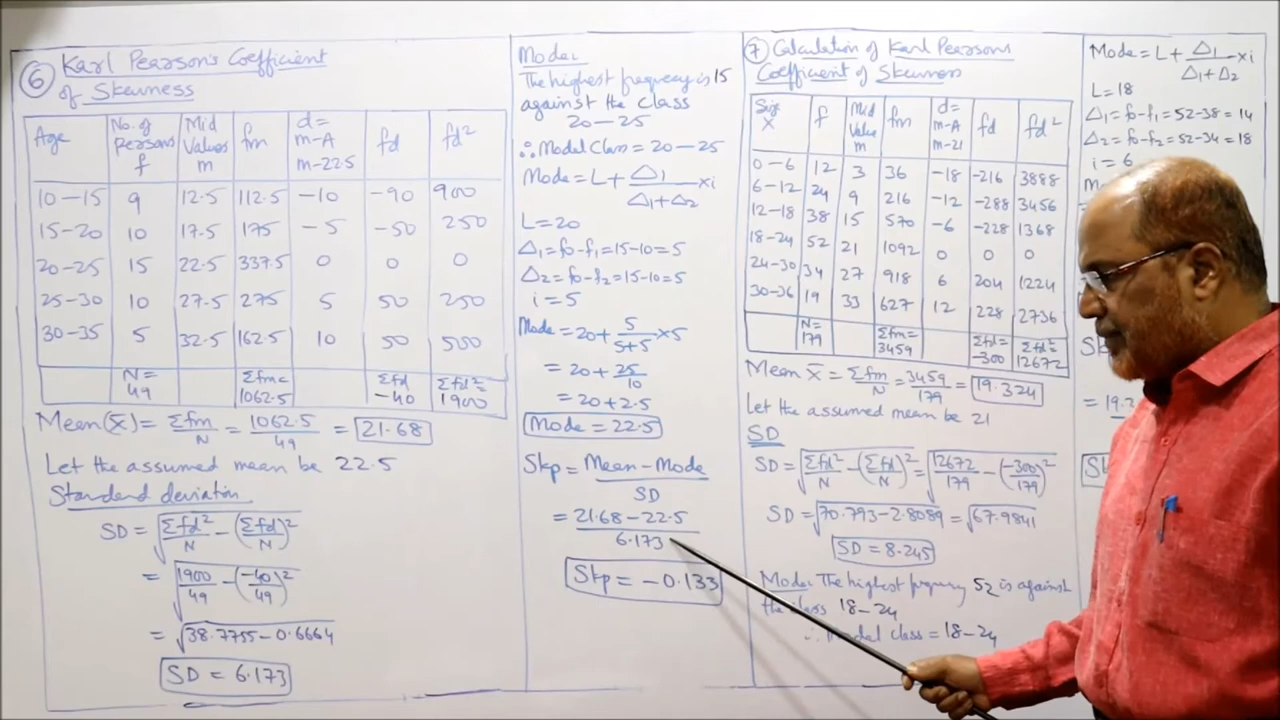 6 Karl Pearson's Coefficient
of Skewness
Age | No. of Persons f | Mid Values m | fm | d= m-A m-22.5 | fd | fd²
10-15 | 9 | 12.5 | 112.5 | -10 | -90 | 900
15-20 | 10 | 17.5 | 175 | -5 | -50 | 250
20-25 | 15 | 22.5 | 337.5 | 0 | 0 | 0
25-30 | 10 | 27.5 | 275 | 5 | 50 | 250
30-35 | 5 | 32.5 | 162.5 | 10 | 50 | 500
N= 49 | Σfm= 1062.5 | Σfd -40 | Σfd²= 1900
Mean(x̄) = Σfm/N = 1062.5/49 = 21.68
Let the assumed mean be 22.5
Standard deviation
SD = √(Σfd²/N - (Σfd/N)²)
= √(1900/49 - (-40/49)²)
= √(38.7755 - 0.6664)
SD = 6.173
Mode:
The highest frequency is 15
against the class
20-25
∴ Modal Class = 20-25
Mode = L + Δ1/(Δ1+Δ2) × i
L = 20
Δ1 = f0-f1 = 15-10 = 5
Δ2 = f0-f2 = 15-10 = 5
i = 5
Mode = 20 + 5/(5+5) × 5
= 20 + 25/10
= 20 + 2.5
Mode = 22.5
Skp = (Mean - Mode)/SD
= (21.68 - 22.5)/6.173
Skp = -0.133
7 Calculation of Karl Pearsons
Coefficient of Skewness
Size X | f | Mid Value m | fm | d= m-A m-21 | fd | fd²
0-6 | 12 | 3 | 36 | -18 | -216 | 3888
6-12 | 24 | 9 | 216 | -12 | -288 | 3456
12-18 | 38 | 15 | 570 | -6 | -228 | 1368
18-24 | 52 | 21 | 1092 | 0 | 0 | 0
24-30 | 34 | 27 | 918 | 6 | 204 | 1224
30-36 | 19 | 33 | 627 | 12 | 228 | 2736
N= 179 | Σfm= 3459 | Σfd= -300 | Σfd²= 12672
Mean x̄ = Σfm/N = 3459/179 = 19.324
Let the assumed mean be 21
SD
SD = √(Σfd²/N - (Σfd/N)²) = √(12672/179 - (-300/179)²)
SD = √(70.793 - 2.8089) = √67.9841
SD = 8.245
Mode: The highest frequency 52 is against
the class 18-24
∴ Modal class = 18-24
Mode = L + Δ1/(Δ1+Δ2) × i
L = 18
Δ1 = f0-f1 = 52-38 = 14
Δ2 = f0-f2 = 52-34 = 18
i = 6